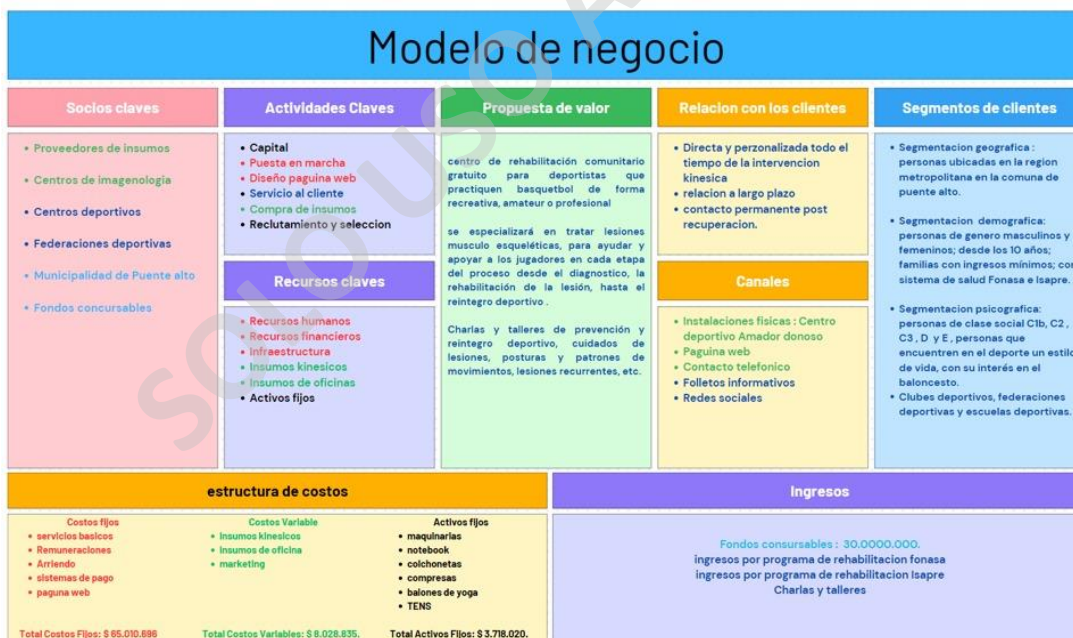 Modelo de negocio
Socios claves
• Proveedores de insumos
• Centros de imagenologia
• Centros deportivos
• Federaciones deportivas
• Municipalidad de Puente alto
• Fondos concursables
Actividades Claves
• Capital
• Puesta en marcha
• Diseño paguina web
• Servicio al cliente
• Compra de insumos
• Reclutamiento y seleccion
Recursos claves
• Recursos humanos
• Recursos financieros
• Infraestructura
• Insumos kinesicos
• Insumos de oficinas
• Activos fijos
Propuesta de valor
centro de rehabilitación comunitario
gratuito para deportistas que
practiquen basquetbol de forma
recreativa, amateur o profesional
se especializará en tratar lesiones
musculo esqueléticas, para ayudar y
apoyar a los jugadores en cada etapa
del proceso desde el diagnostico, la
rehabilitación de la lesión, hasta el
reintegro deportivo .
Charlas y talleres de prevención y
reintegro deportivo, cuidados de
lesiones, posturas y patrones de
movimientos, lesiones recurrentes, etc.
Relacion con los clientes
• Directa y perzonalizada todo el
tiempo de la intervencion
kinesica
• relacion a largo plazo
• contacto permanente post
recuperacion.
Canales
• Instalaciones fisicas : Centro
deportivo Amador donoso
• Paguina web
• Contacto telefonico
• Folletos informativos
• Redes sociales
Segmentos de clientes
• Segmentacion geografica :
personas ubicadas en la region
metropolitana en la comuna de
puente alto.
• Segmentacion demografica:
personas de genero masculinos y
femeninos; desde los 10 años;
familias con ingresos mínimos; con
sistema de salud Fonasa e Isapre.
• Segmentacion psicografica:
personas de clase social C1b, C2 ,
C3 , D y E , personas que
encuentren en el deporte un estilo
de vida, con su interés en el
baloncesto.
• Clubes deportivos, federaciones
deportivas y escuelas deportivas.
estructura de costos
Costos fijos
• servicios basicos
• Remuneraciones
• Arriendo
• sistemas de pago
• paguna web
Total Costos Fijos: $ 65.010.696
Costos Variable
• Insumos kinesicos
• Insumos de oficina
• marketing
Total Costos Variables: $ 8.028.835.
Activos fijos
• maquinarias
• notebook
• colchonetas
• compresas
• balones de yoga
• TENS
Total Activos Fijos: $ 3.718.020.
Ingresos
Fondos consursables : 30.0000.000.
ingresos por programa de rehabilitacion fonasa
ingresos por programa de rehabilitacion Isapre
Charlas y talleres
SOLO USO A